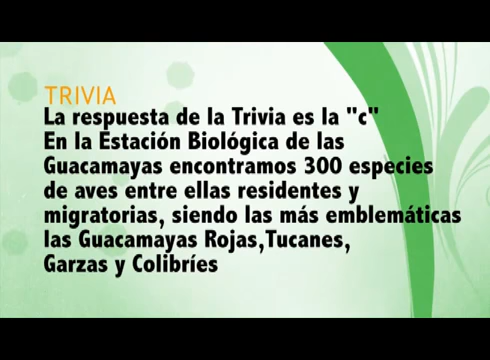 TRIVIA
La respuesta de la Trivia es la "c"
En la Estación Biológica de las
Guacamayas encontramos 300 especies
de aves entre ellas residentes y
migratorias, siendo las más emblemáticas
las Guacamayas Rojas,Tucanes,
Garzas y Colibríes